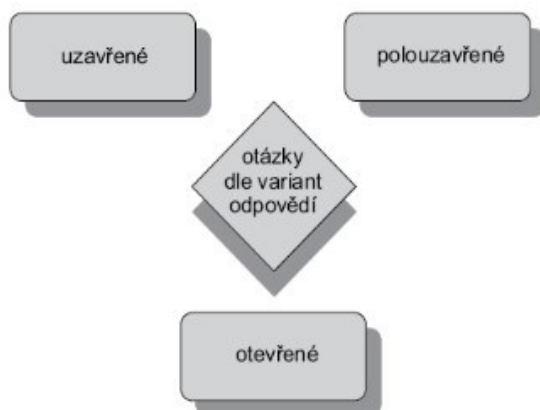 uzavřené
polouzavřené
otázky
dle variant
odpovědí
otevřené